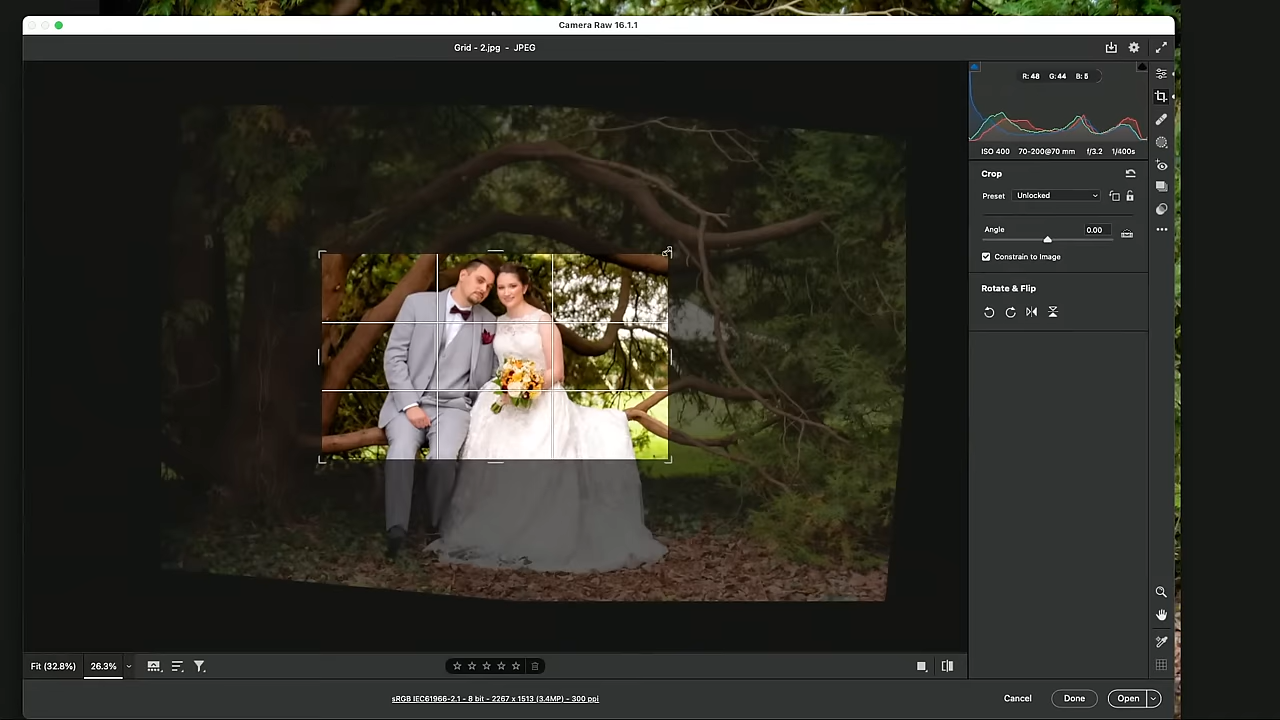 Camera Raw 16.1.1
Grid - 2.jpg - JPEG
R: 48 G: 44 B: 5
ISO 400 70-200@70 mm f/3.2 1/400s
Crop
Preset Unlocked
Angle 0.00
Constrain to Image
Rotate & Flip
Fit (32.8%) 26.3%
sRGB IEC61966-2.1 - 8 bit - 2267 x 1513 (3.4MP) - 300 ppi
Cancel Done Open